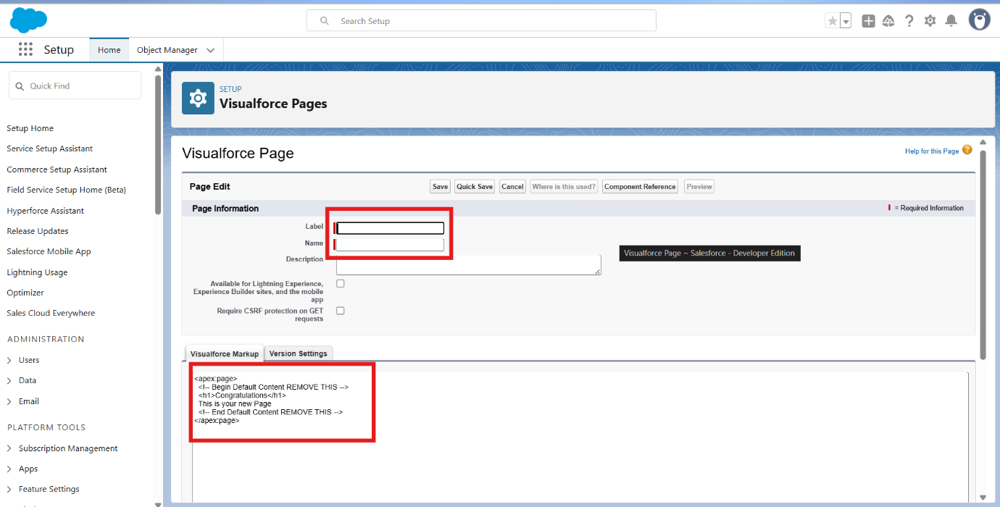 Search Setup
Setup
Home
Object Manager
Quick Find
Setup Home
Service Setup Assistant
Commerce Setup Assistant
Field Service Setup Home (Beta)
Hyperforce Assistant
Release Updates
Salesforce Mobile App
Lightning Usage
Optimizer
Sales Cloud Everywhere
ADMINISTRATION
Users
Data
Email
PLATFORM TOOLS
Subscription Management
Apps
Feature Settings
SETUP
Visualforce Pages
Visualforce Page
Help for this Page
Page Edit
Save
Quick Save
Cancel
Where is this used?
Component Reference
Preview
Page Information
= Required Information
Label
Name
Description
Visualforce Page ~ Salesforce - Developer Edition
Available for Lightning Experience,
Experience Builder sites, and the mobile
app
Require CSRF protection on GET
requests
Visualforce Markup
Version Settings
<apex:page>
<!-- Begin Default Content REMOVE THIS -->
<h1>Congratulations</h1>
This is your new Page
<!-- End Default Content REMOVE THIS -->
</apex:page>